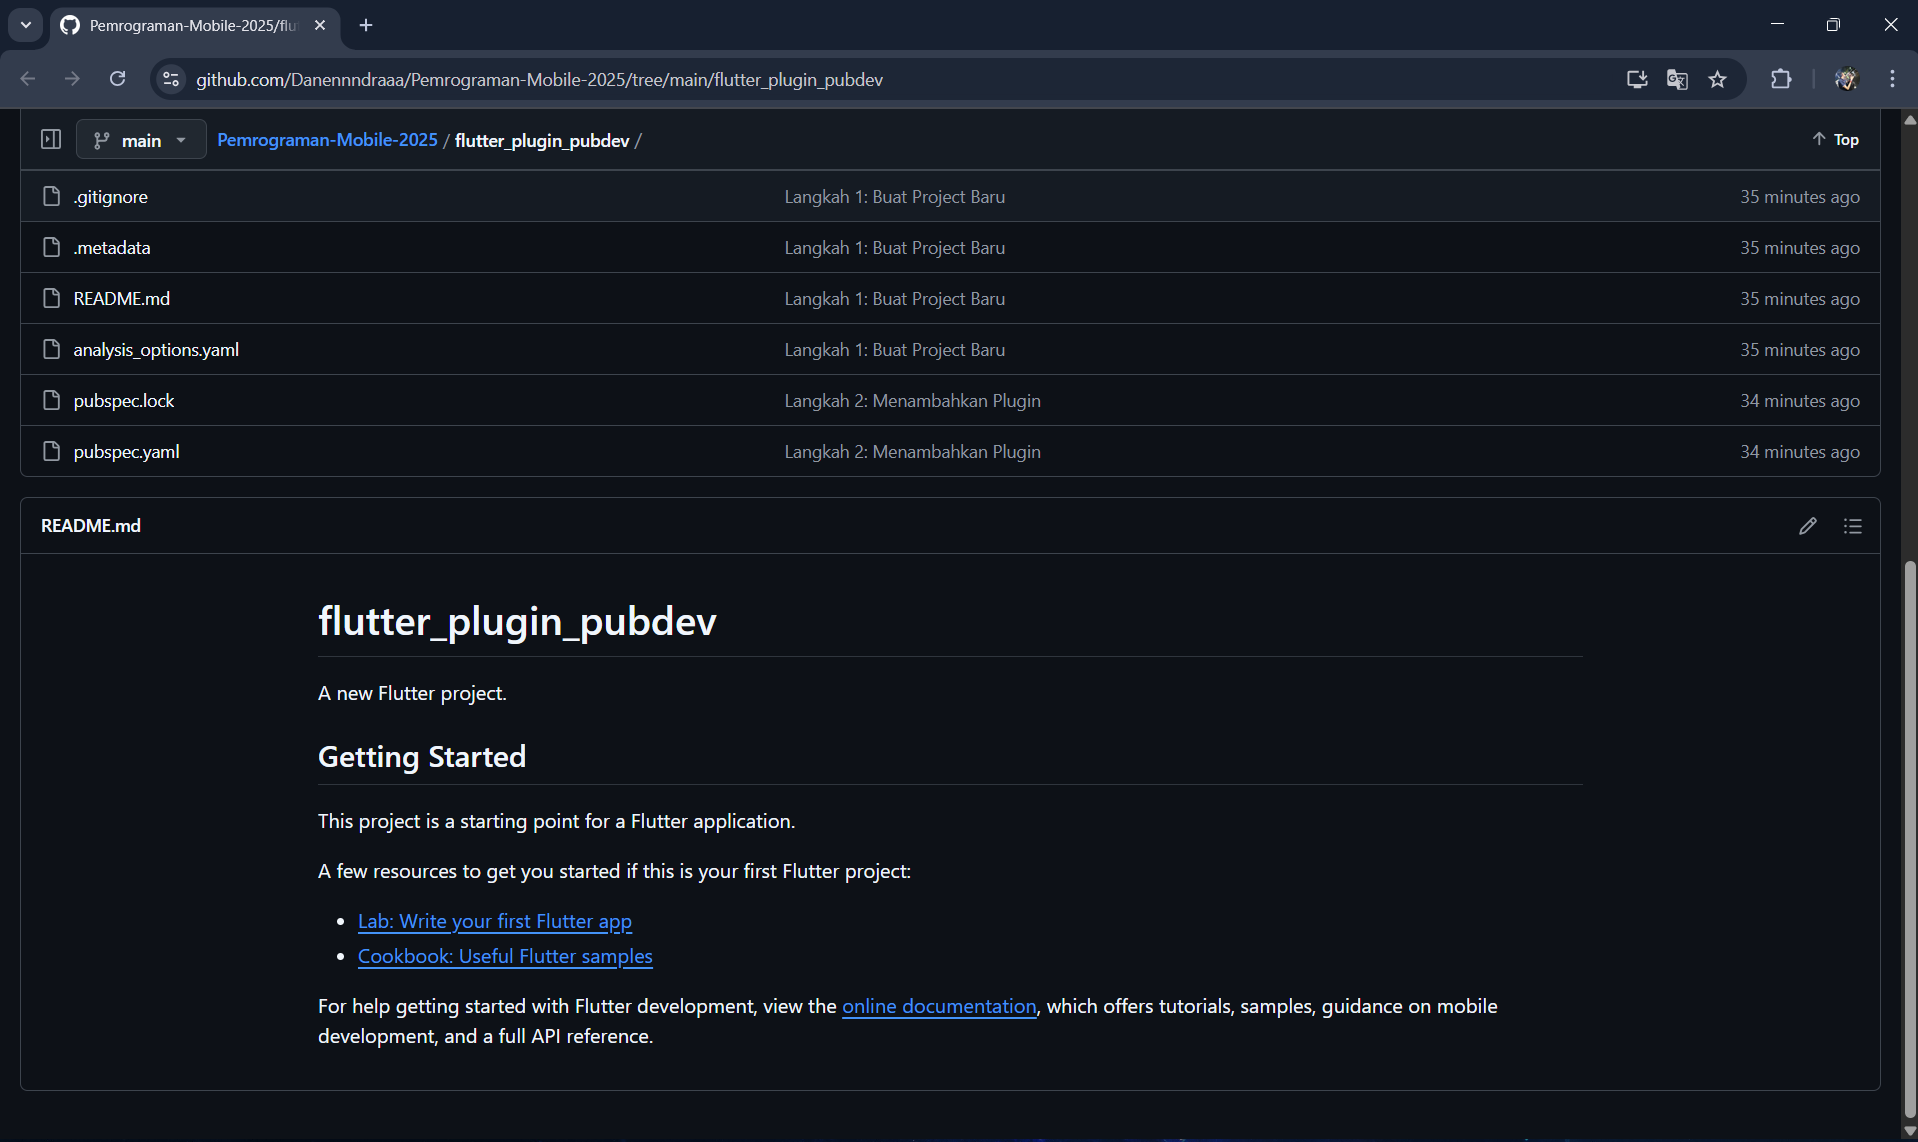 Pemrograman-Mobile-2025/flu
github.com/Danennndraaa/Pemrograman-Mobile-2025/tree/main/flutter_plugin_pubdev
main Pemrograman-Mobile-2025 / flutter_plugin_pubdev / Top
.gitignore Langkah 1: Buat Project Baru 35 minutes ago
.metadata Langkah 1: Buat Project Baru 35 minutes ago
README.md Langkah 1: Buat Project Baru 35 minutes ago
analysis_options.yaml Langkah 1: Buat Project Baru 35 minutes ago
pubspec.lock Langkah 2: Menambahkan Plugin 34 minutes ago
pubspec.yaml Langkah 2: Menambahkan Plugin 34 minutes ago
README.md
flutter_plugin_pubdev
A new Flutter project.
Getting Started
This project is a starting point for a Flutter application.
A few resources to get you started if this is your first Flutter project:
Lab: Write your first Flutter app
Cookbook: Useful Flutter samples
For help getting started with Flutter development, view the online documentation, which offers tutorials, samples, guidance on mobile
development, and a full API reference.